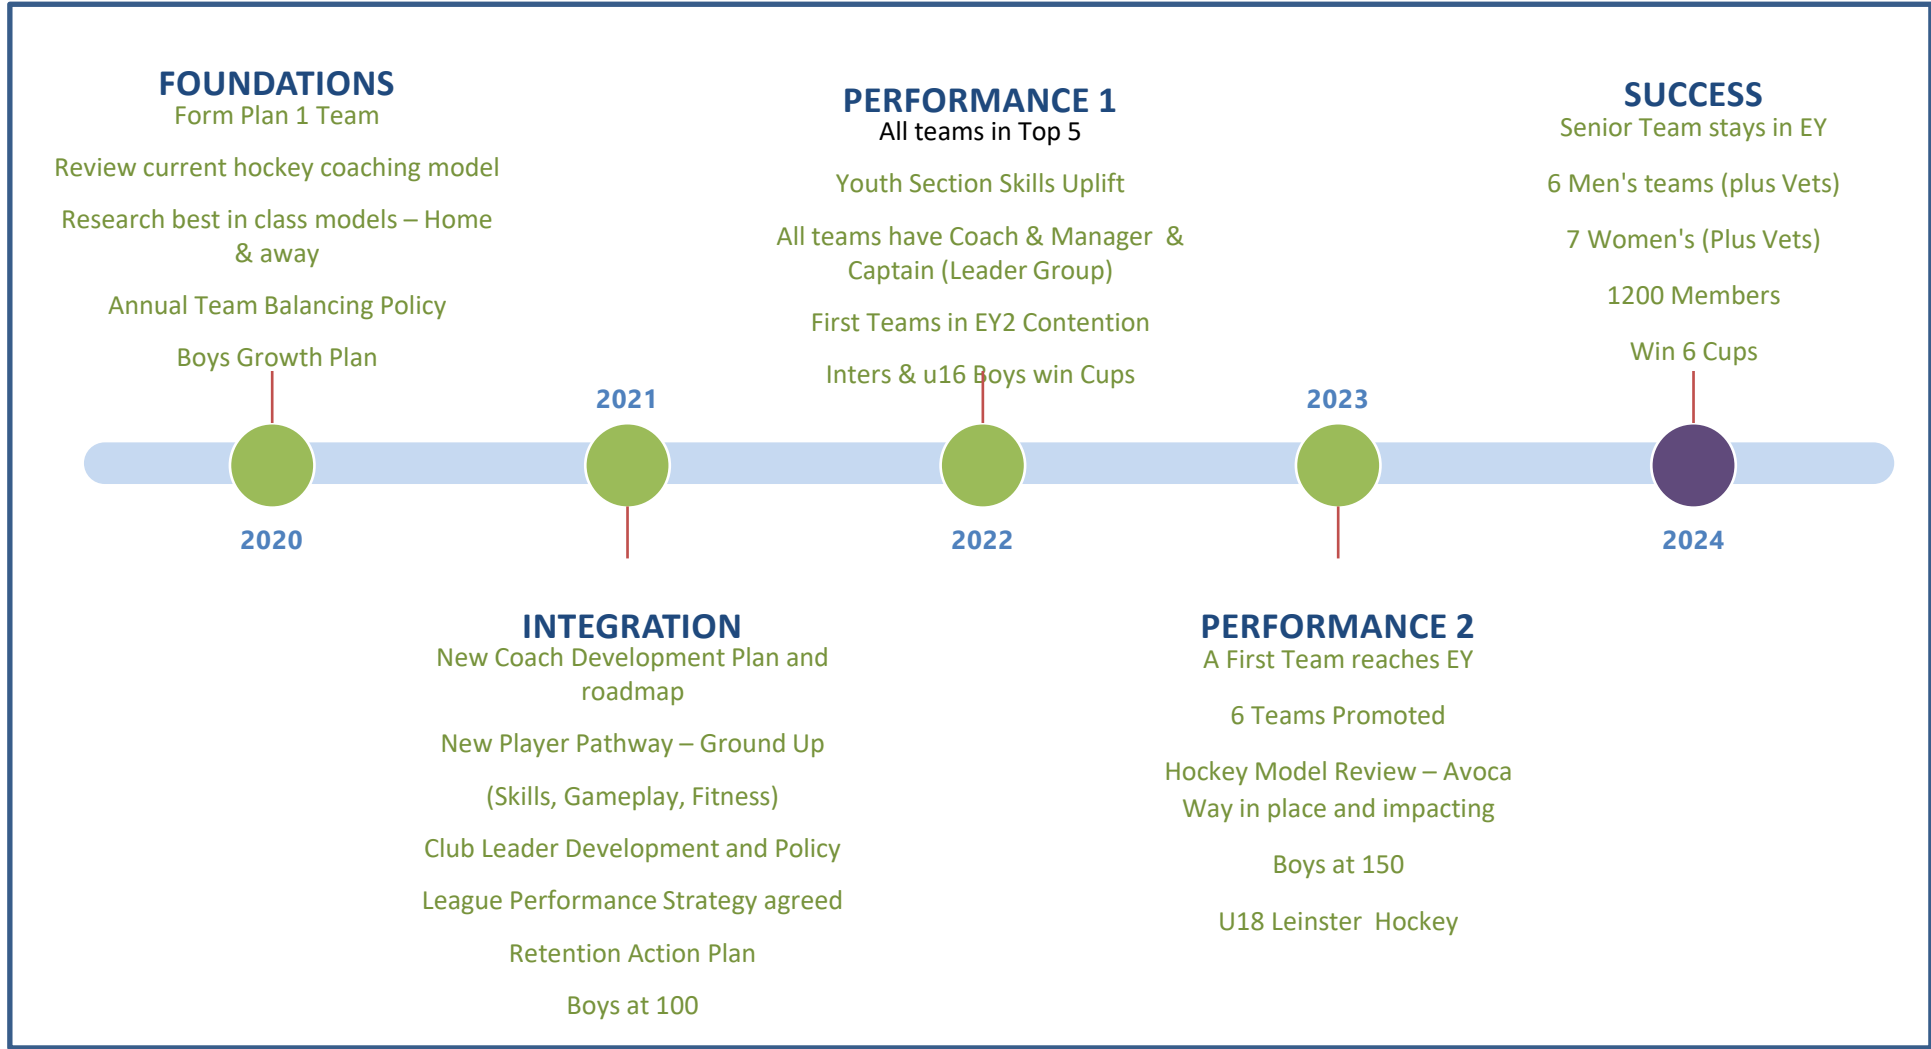 FOUNDATIONS
Form Plan 1 Team
Review current hockey coaching model
Research best in class models – Home
& away
Annual Team Balancing Policy
Boys Growth Plan
2020
2021
INTEGRATION
New Coach Development Plan and
roadmap
New Player Pathway – Ground Up
(Skills, Gameplay, Fitness)
Club Leader Development and Policy
League Performance Strategy agreed
Retention Action Plan
Boys at 100
PERFORMANCE 1
All teams in Top 5
Youth Section Skills Uplift
All teams have Coach & Manager &
Captain (Leader Group)
First Teams in EY2 Contention
Inters & u16 Boys win Cups
2022
2023
PERFORMANCE 2
A First Team reaches EY
6 Teams Promoted
Hockey Model Review – Avoca
Way in place and impacting
Boys at 150
U18 Leinster Hockey
SUCCESS
Senior Team stays in EY
6 Men's teams (plus Vets)
7 Women's (Plus Vets)
1200 Members
Win 6 Cups
2024